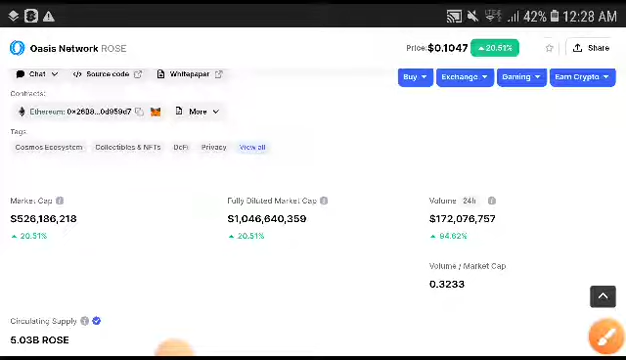 42% 12:28 AM
Oasis Network ROSE Price: $0.1047 20.51% Share
Chat Source code Whitepaper Buy Exchange Gaming Earn Crypto
Contracts:
Ethereum: More
Tags:
Cosmos Ecosystem Collectibles & NFTs DeFi Privacy View all
Market Cap Fully Diluted Market Cap Volume 24h
$526,186,218 $1,046,640,359 $172,076,757
20.51% 20.51% 94.62%
Volume / Market Cap
0.3233
Circulating Supply
5.03B ROSE